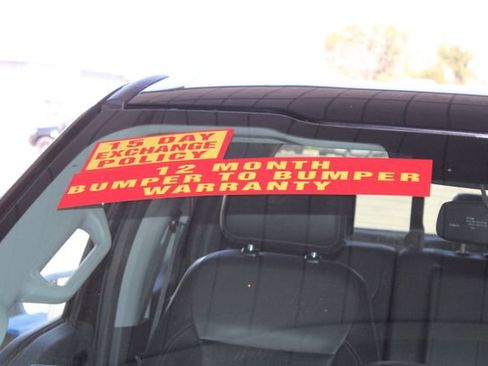 15 DAY
EXCHANGE
POLICY
12 MONTH
BUMPER TO BUMPER
WARRANTY